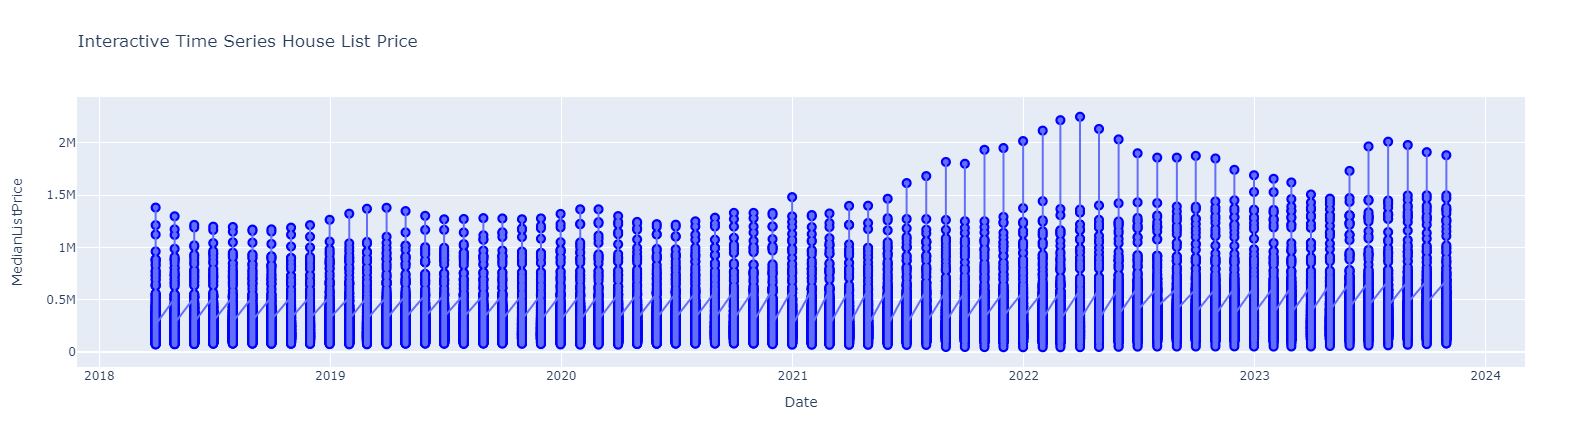 Interactive Time Series House List Price
MedianListPrice
2M
1.5M
1M
0.5M
0
2018
2019
2020
2021
2022
2023
2024
Date